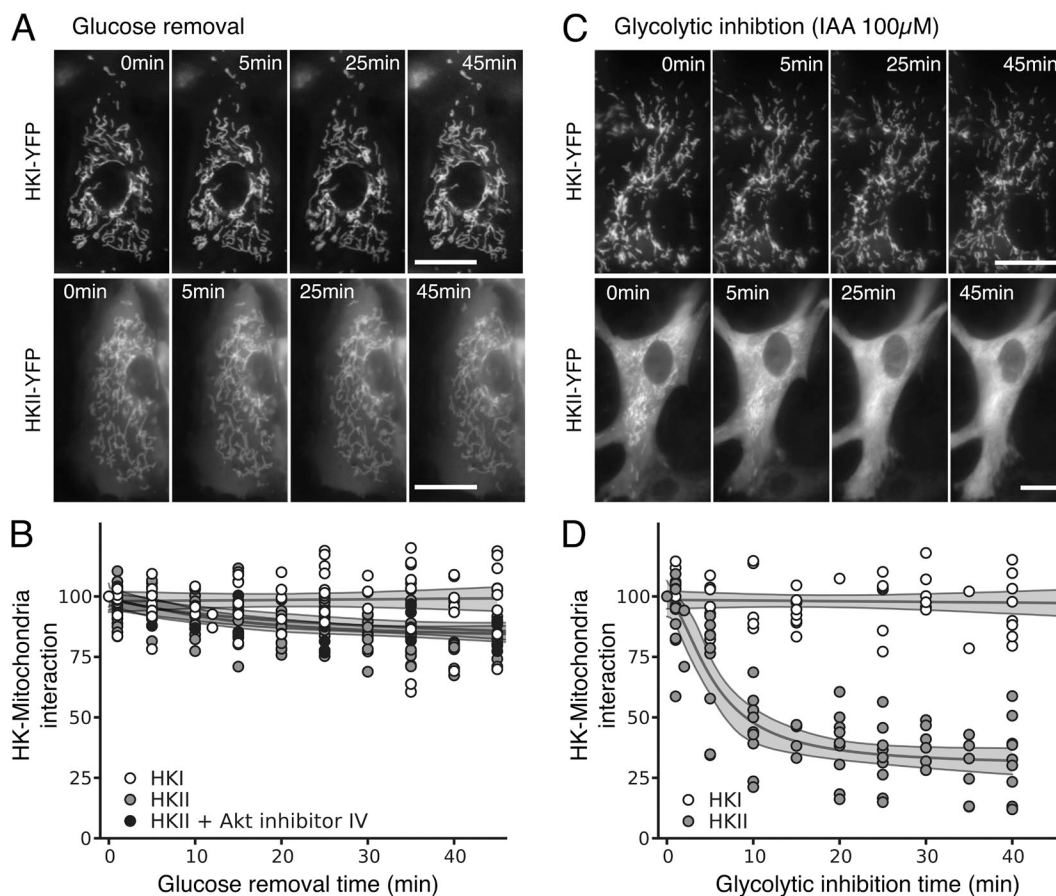 A Glucose removal
0min 5min 25min 45min
HKI-YFP
0min 5min 25min 45min
HKII-YFP
B
HK-Mitochondria
interaction
100
75
50
25
0
HKI
HKII
HKII + Akt inhibitor IV
0 10 20 30 40
Glucose removal time (min)
C Glycolytic inhibtion (IAA 100µM)
0min 5min 25min 45min
HKI-YFP
0min 5min 25min 45min
HKII-YFP
D
HK-Mitochondria
interaction
100
75
50
25
0
HKI
HKII
0 10 20 30 40
Glycolytic inhibition time (min)